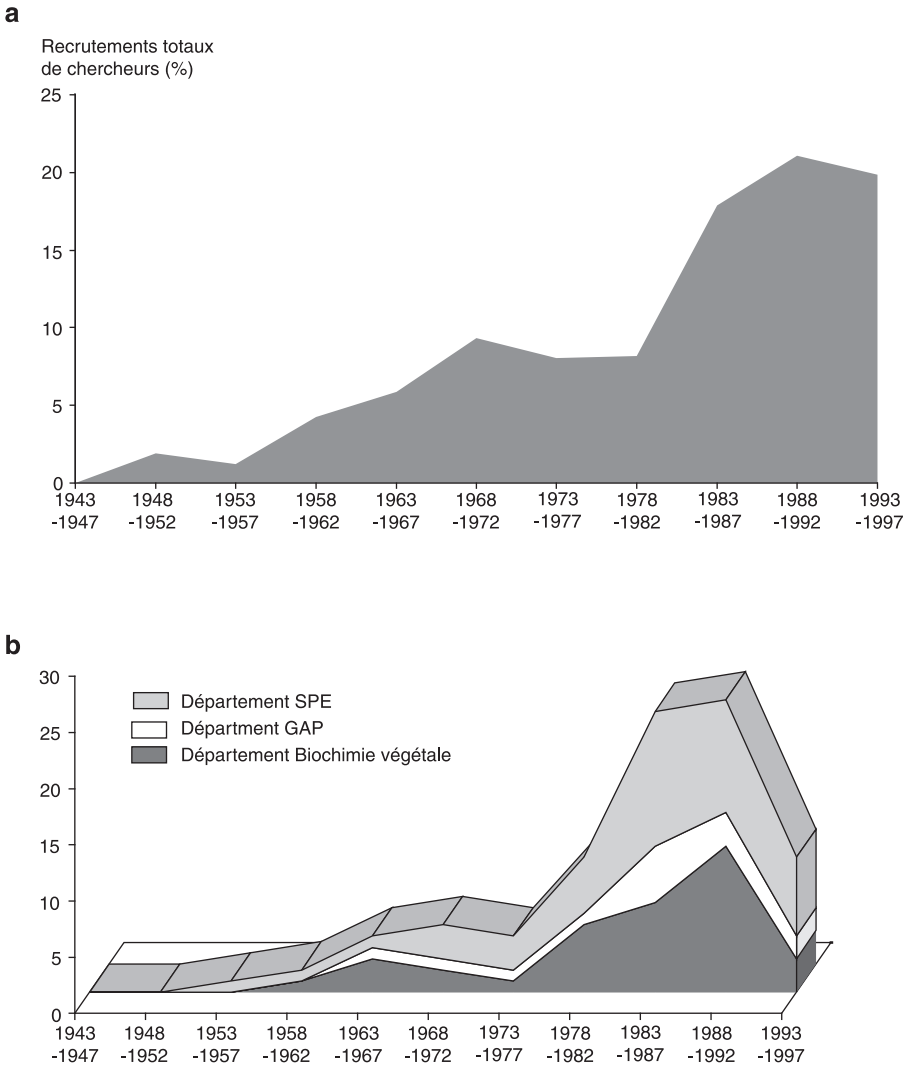 a
Recrutements totaux
de chercheurs (%)
25
20
15
10
5
0
1943 1948 1953 1958 1963 1968 1973 1978 1983 1988 1993
-1947 -1952 -1957 -1962 -1967 -1972 -1977 -1982 -1987 -1992 -1997
b
30
Département SPE
25
Départment GAP
Département Biochimie végétale
20
15
10
5
0
1943 1948 1953 1958 1963 1968 1973 1978 1983 1988 1993
-1947 -1952 -1957 -1962 -1967 -1972 -1977 -1982 -1987 -1992 -1997